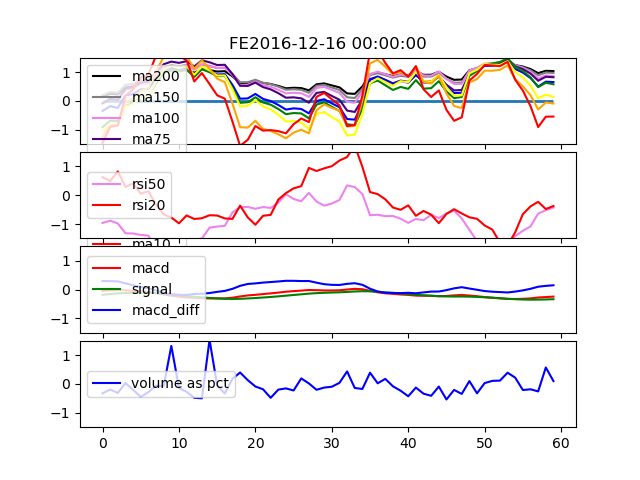 FE2016-12-16 00:00:00
1
0
−1
ma200
ma150
ma100
ma75
1
0
−1
rsi50
rsi20
ma10
1
0
−1
macd
signal
macd_diff
1
0
−1
volume as pct
0 10 20 30 40 50 60